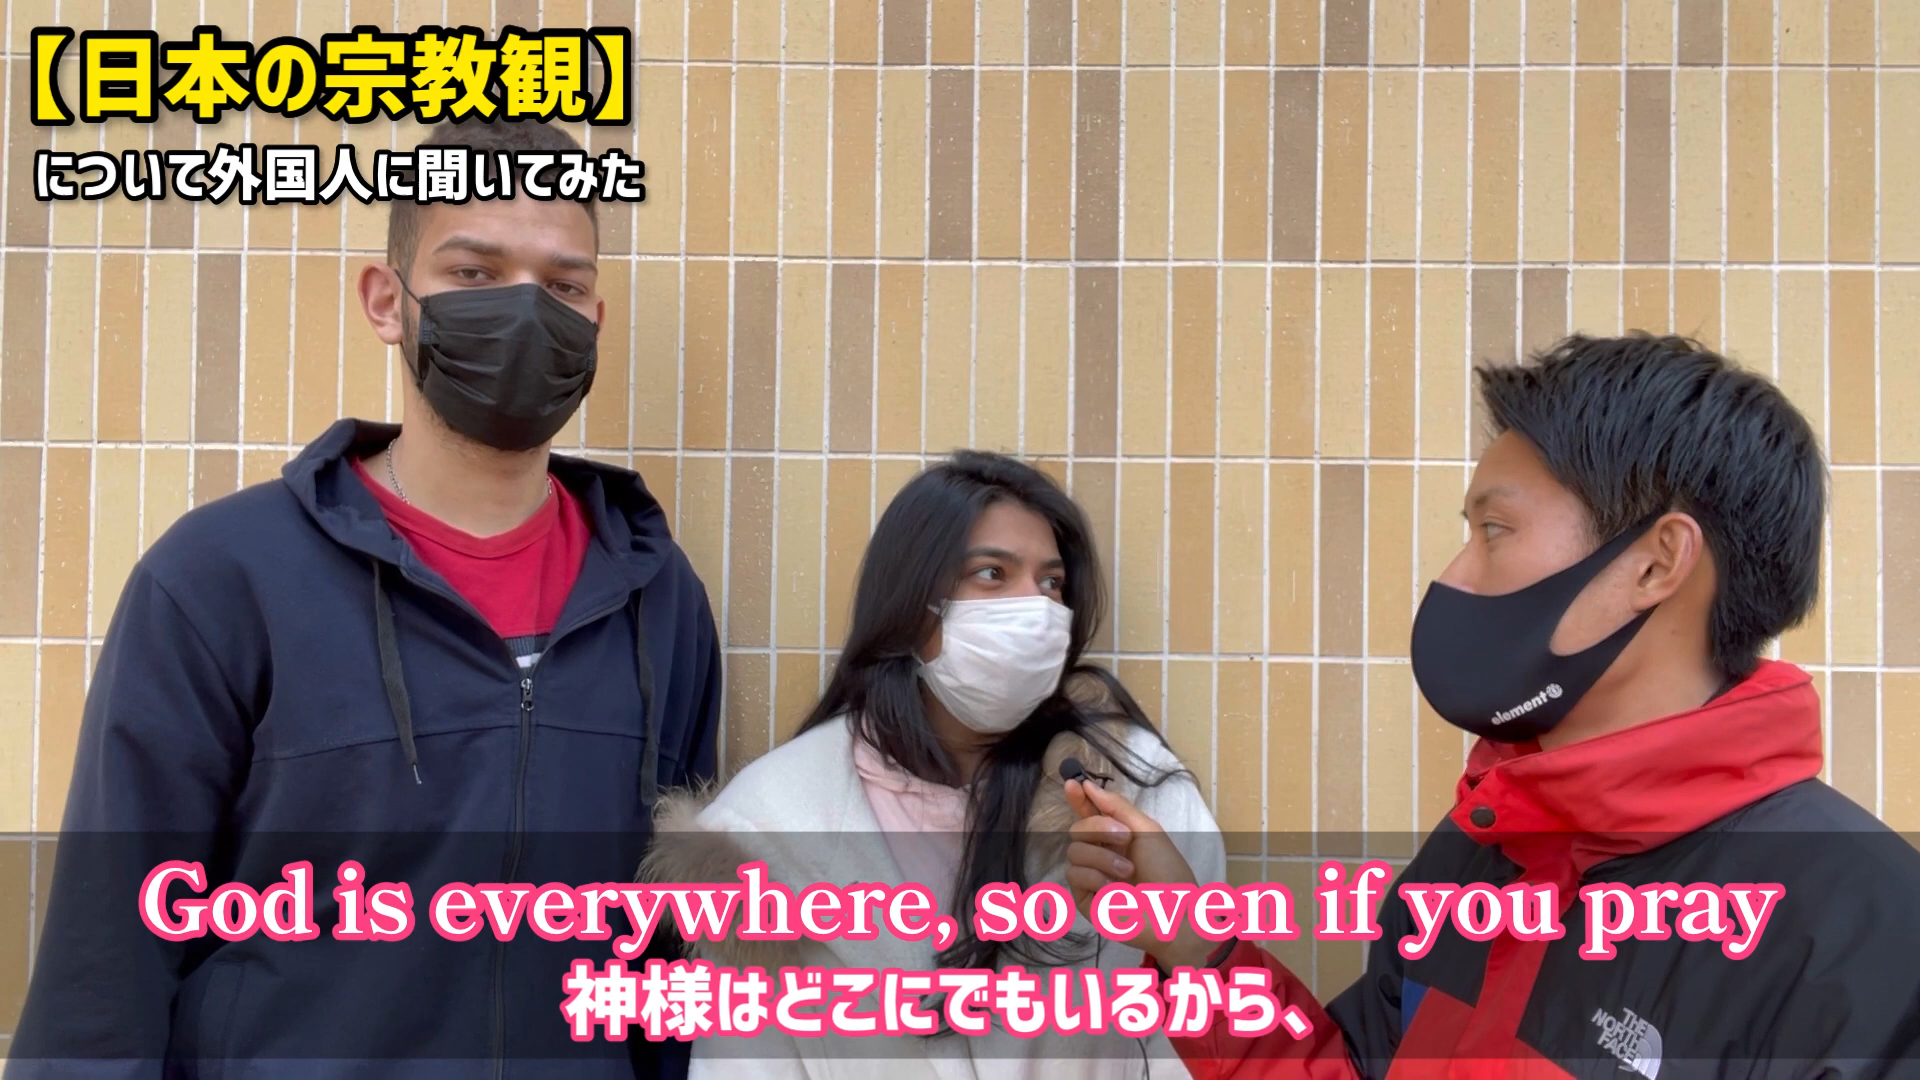 【日本の宗教観】
について外国人に聞いてみた
element
THE
NORTH
FACE
God is everywhere, so even if you pray
神様はどこにでもいるから、